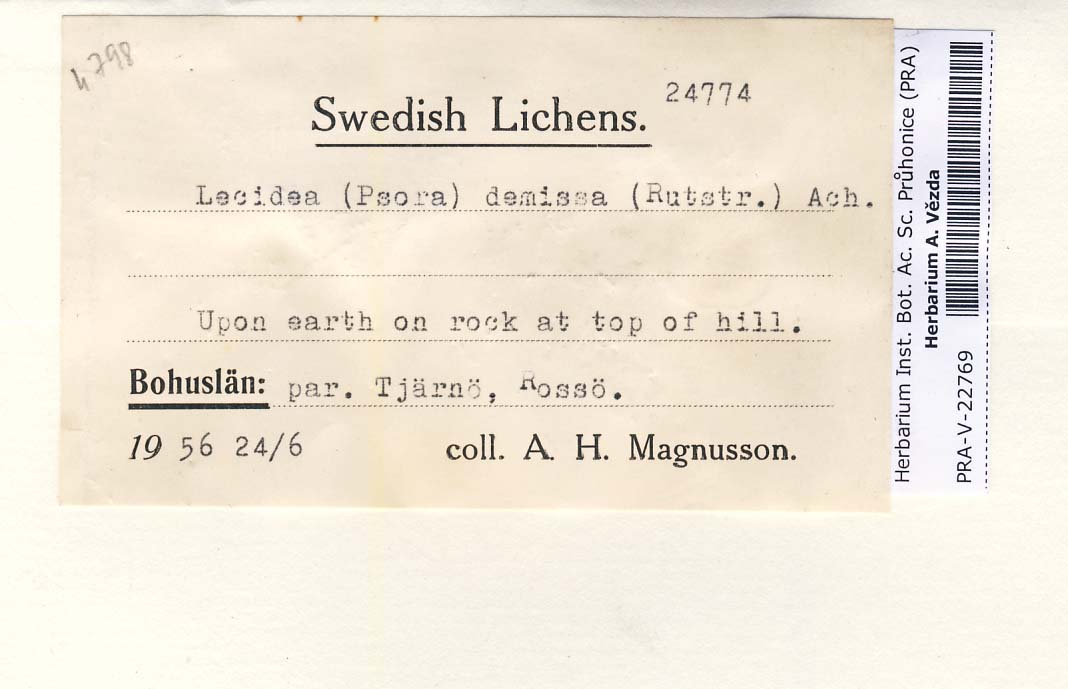 4798
24774
Swedish Lichens.
Lecidea (Psora) demissa (Rutstr.) Ach.
Upon earth on rock at top of hill.
Bohuslän: par. Tjärnö, Rossö.
19 56 24/6 coll. A. H. Magnusson.
Herbarium Inst. Bot. Ac. Sc. Průhonice (PRA)
Herbarium A. Vězda
PRA-V-22769